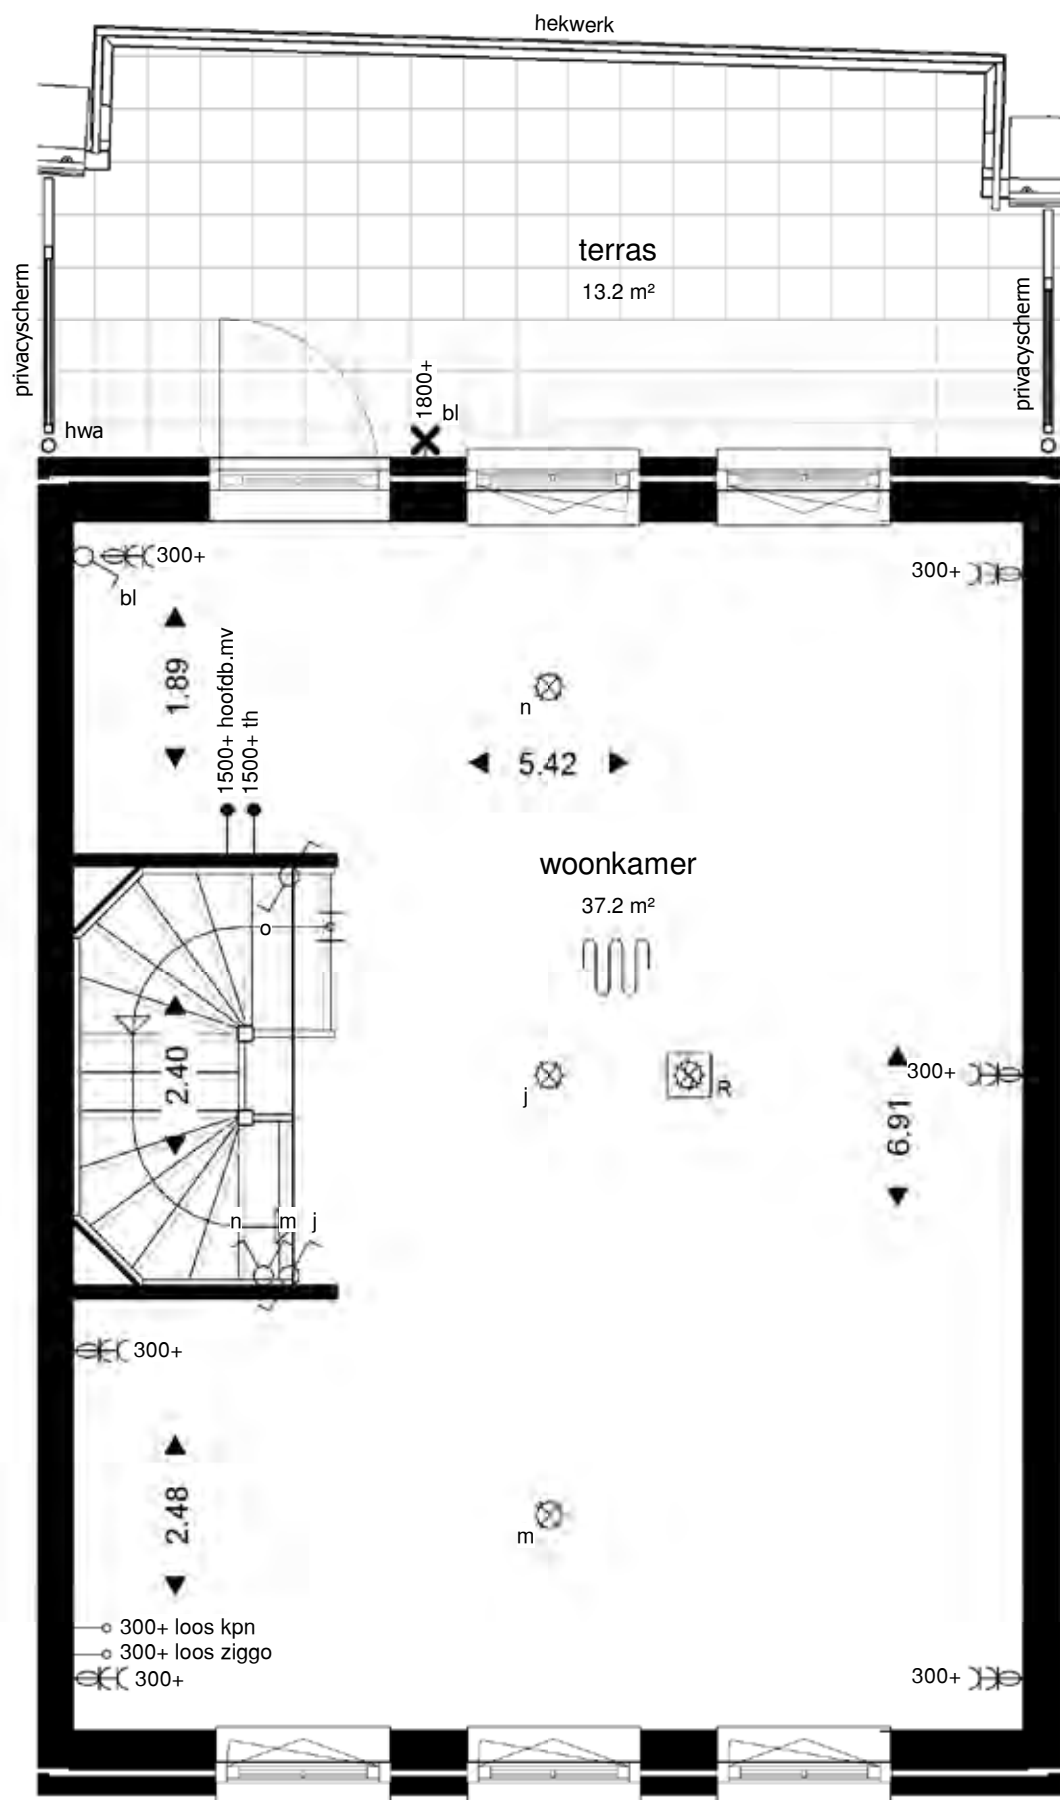 hekwerk
terras
13.2 m²
privacyscherm
privacyscherm
1800+
bl
hwa
300+
bl
300+
1.89
1500+ hoofdb.mv
1500+ th
n
5.42
woonkamer
37.2 m²
o
2.40
j
R
300+
6.91
n m j
300+
2.48
m
300+ loos kpn
300+ loos ziggo
300+
300+